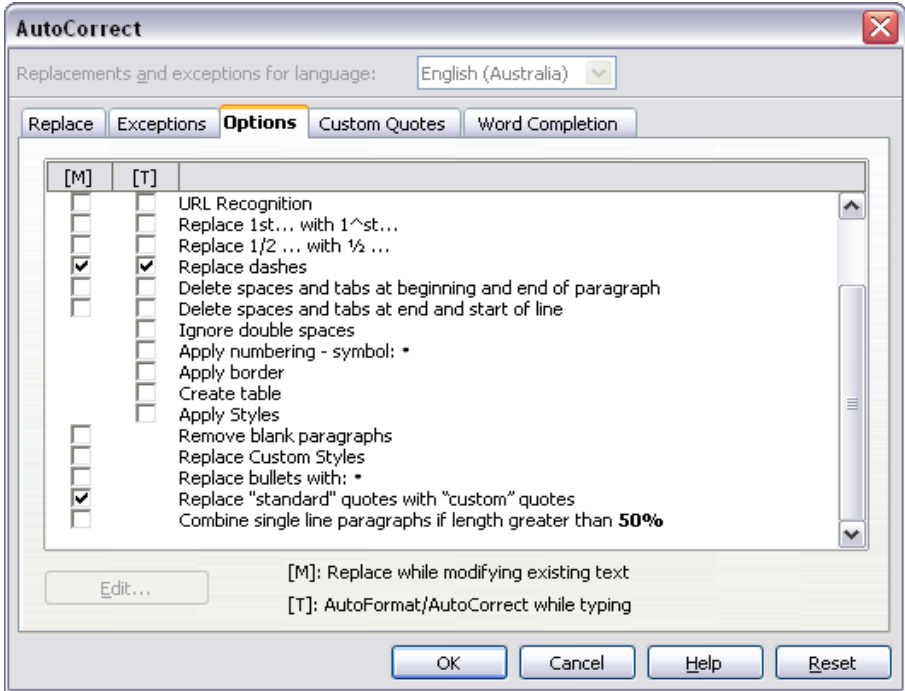 AutoCorrect
Replacements and exceptions for language: English (Australia)
Replace Exceptions Options Custom Quotes Word Completion
[M] [T]
URL Recognition
Replace 1st... with 1^st...
Replace 1/2 ... with ½ ...
Replace dashes
Delete spaces and tabs at beginning and end of paragraph
Delete spaces and tabs at end and start of line
Ignore double spaces
Apply numbering - symbol: •
Apply border
Create table
Apply Styles
Remove blank paragraphs
Replace Custom Styles
Replace bullets with: •
Replace "standard" quotes with “custom” quotes
Combine single line paragraphs if length greater than 50%
[M]: Replace while modifying existing text
Edit...
[T]: AutoFormat/AutoCorrect while typing
OK Cancel Help Reset